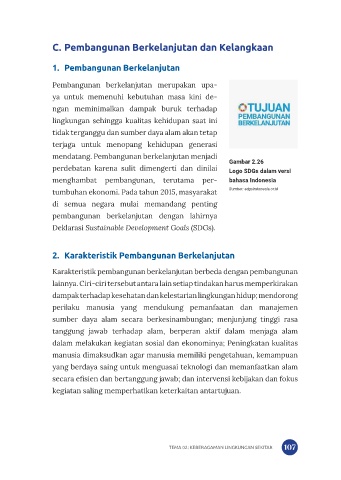 C. Pembangunan Berkelanjutan dan Kelangkaan
1. Pembangunan Berkelanjutan
Pembangunan berkelanjutan merupakan upa-
ya untuk memenuhi kebutuhan masa kini de-
ngan meminimalkan dampak buruk terhadap
lingkungan sehingga kualitas kehidupan saat ini
tidak terganggu dan sumber daya alam akan tetap
terjaga untuk menopang kehidupan generasi
mendatang. Pembangunan berkelanjutan menjadi
perdebatan karena sulit dimengerti dan dinilai
menghambat pembangunan, terutama per-
tumbuhan ekonomi. Pada tahun 2015, masyarakat
di semua negara mulai memandang penting
pembangunan berkelanjutan dengan lahirnya
Deklarasi Sustainable Development Goals (SDGs).
TUJUAN
PEMBANGUNAN
BERKELANJUTAN
Gambar 2.26
Logo SDGs dalam versi
bahasa Indonesia
2. Karakteristik Pembangunan Berkelanjutan
Karakteristik pembangunan berkelanjutan berbeda dengan pembangunan
lainnya. Ciri-ciri tersebut antara lain setiap tindakan harus memperkirakan
dampak terhadap kesehatan dan kelestarian lingkungan hidup; mendorong
perilaku manusia yang mendukung pemanfaatan dan manajemen
sumber daya alam secara berkesinambungan; menjunjung tinggi rasa
tanggung jawab terhadap alam, berperan aktif dalam menjaga alam
dalam melakukan kegiatan sosial dan ekonominya; Peningkatan kualitas
manusia dimaksudkan agar manusia memiliki pengetahuan, kemampuan
yang berdaya saing untuk menguasai teknologi dan memanfaatkan alam
secara efisien dan bertanggung jawab; dan intervensi kebijakan dan fokus
kegiatan saling memperhatikan keterkaitan antartujuan.
TEMA 02: KEBERAGAMAN LINGKUNGAN SEKITAR 107